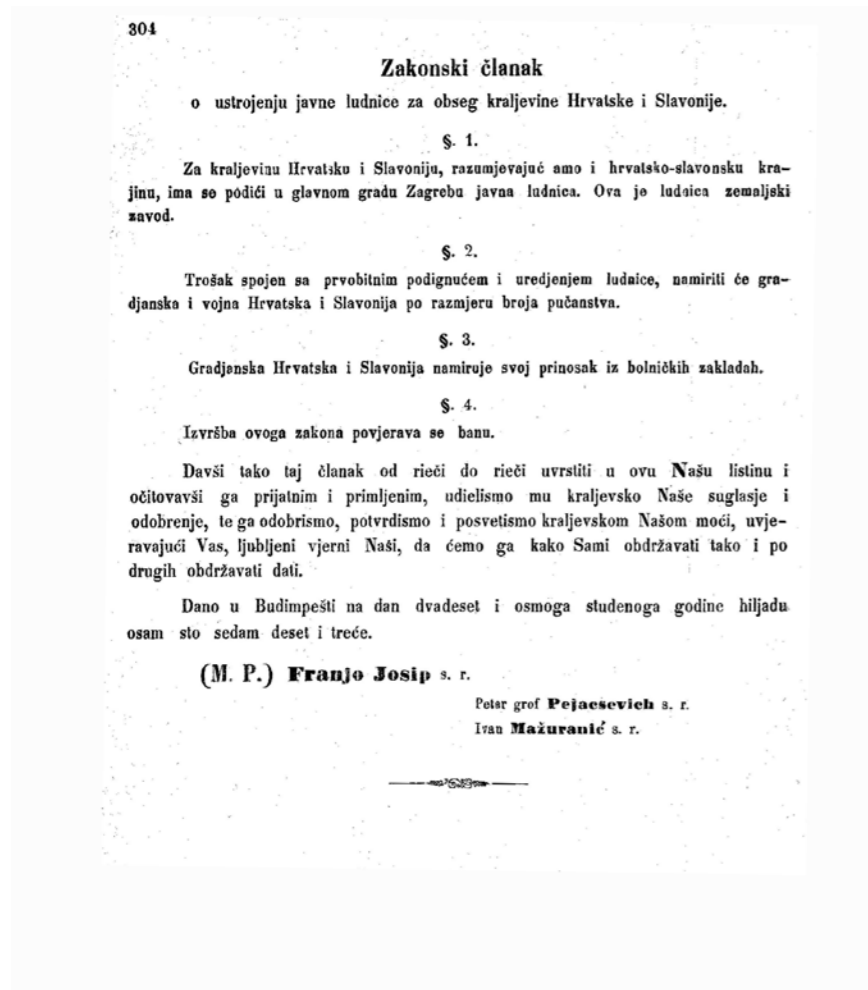 304
Zakonski članak
o ustrojenju javne ludnice za obseg kraljevine Hrvatske i Slavonije.
§. 1.
Za kraljevinu Hrvatsku i Slavoniju, razumjevajuć amo i hrvatsko-slavonsku kra-
jinu, ima se podići u glavnom gradu Zagrebu javna ludnica. Ova je ludnica zemaljski
zavod.
§. 2.
Trošak spojen sa prvobitnim podignućem i uredjenjem ludnice, namiriti će gra-
djanska i vojna Hrvatska i Slavonija po razmjeru broja pučanstva.
§. 3.
Gradjanska Hrvatska i Slavonija namiruje svoj prinosak iz bolničkih zakladah.
§. 4.
Izvršba ovoga zakona povjerava se banu.
Davši tako taj članak od rieči do rieči uvrstiti u ovu Našu listinu i
očitovavši ga prijatnim i primljenim, udielismo mu kraljevsko Naše suglasje i
odobrenje, te ga odobrismo, potvrdismo i posvetismo kraljevskom Našom moći, uvje-
ravajući Vas, ljubljeni vjerni Naši, da ćemo ga kako Sami obdržavati tako i po
drugih obdržavati dati.
Dano u Budimpešti na dan dvadeset i osmoga studenoga godine hiljadu
osam sto sedam deset i treće.
(M. P.) Franjo Josip s. r.
Petar grof Pejacsevich s. r.
Ivan Mažuranić s. r.